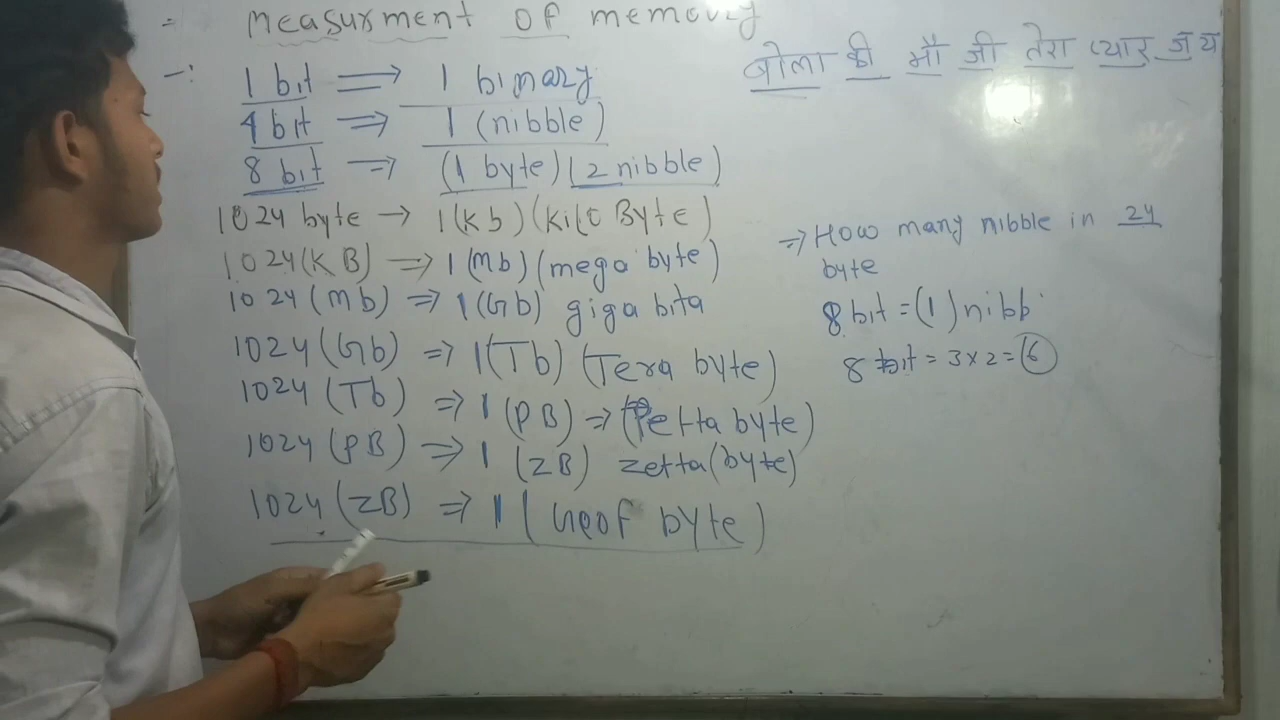 = Measurment OF memory
-: 1 bit ⟹ 1 binary
4 bit ⟹ 1 (nibble)
8 bit ⟹ (1 byte) (2 nibble)
1024 byte → 1(Kb) (Kilo Byte)
1024(KB) ⟹ 1(Mb) (mega byte)
1024(Mb) ⟹ 1(Gb) giga bita
1024(Gb) ⟹ 1(Tb) (Tera byte)
1024(Tb) ⟹ 1(PB) ⟹ (Petta byte)
1024(PB) ⟹ 1 (ZB) zetta(byte)
1024(ZB) ⟹ 1 (Geof byte)
बोला की माँ जी तेरा प्यार जय
⟹ How many nibble in 24
byte
8 bit = (1) nibb
8 bit = 3×2=6